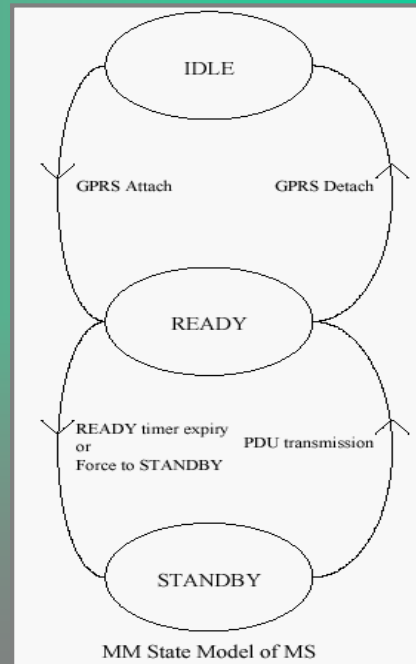 IDLE
GPRS Attach
GPRS Detach
READY
READY timer expiry
or
Force to STANDBY
PDU transmission
STANDBY
MM State Model of MS